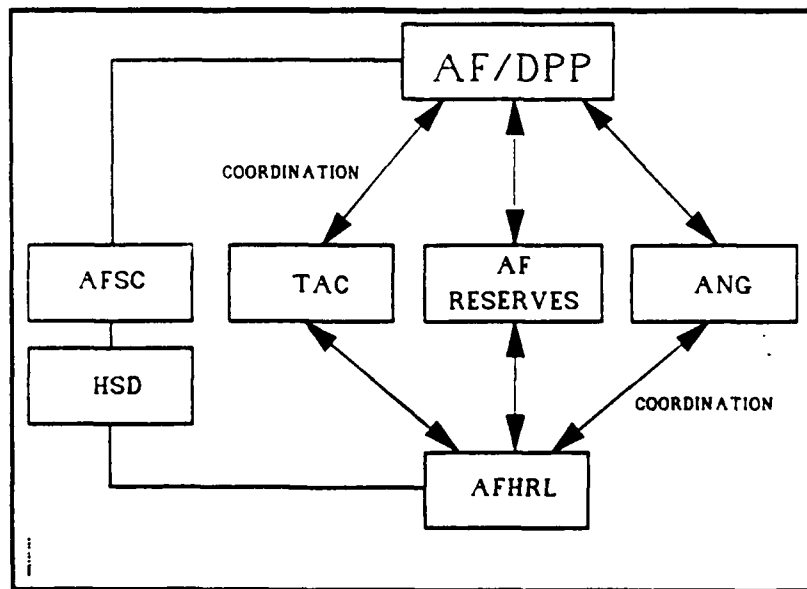 AF/DPP
COORDINATION
AFSC
TAC
AF
RESERVES
ANG
HSD
COORDINATION
AFHRL